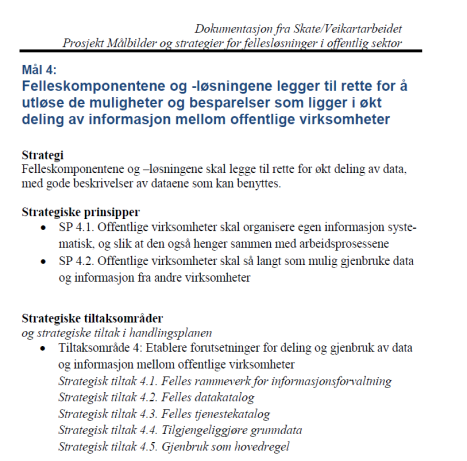 Dokumentasjon fra Skate/Veikartarbeidet
Prosjekt Målbilder og strategier for fellesløsninger i offentlig sektor
Mål 4:
Felleskomponentene og -løsningene legger til rette for å
utløse de muligheter og besparelser som ligger i økt
deling av informasjon mellom offentlige virksomheter
Strategi
Felleskomponentene og –løsningene skal legge til rette for økt deling av data,
med gode beskrivelser av dataene som kan benyttes.
Strategiske prinsipper
• SP 4.1. Offentlige virksomheter skal organisere egen informasjon syste-
matisk, og slik at den også henger sammen med arbeidsprosessene
• SP 4.2. Offentlige virksomheter skal så langt som mulig gjenbruke data
og informasjon fra andre virksomheter
Strategiske tiltaksområder
og strategiske tiltak i handlingsplanen
• Tiltaksområde 4: Etablere forutsetninger for deling og gjenbruk av data
og informasjon mellom offentlige virksomheter
Strategisk tiltak 4.1. Felles rammeverk for informasjonsforvaltning
Strategisk tiltak 4.2. Felles datakatalog
Strategisk tiltak 4.3. Felles tjenestekatalog
Strategisk tiltak 4.4. Tilgjengeliggjøre grunndata
Strategisk tiltak 4.5. Gjenbruk som hovedregel